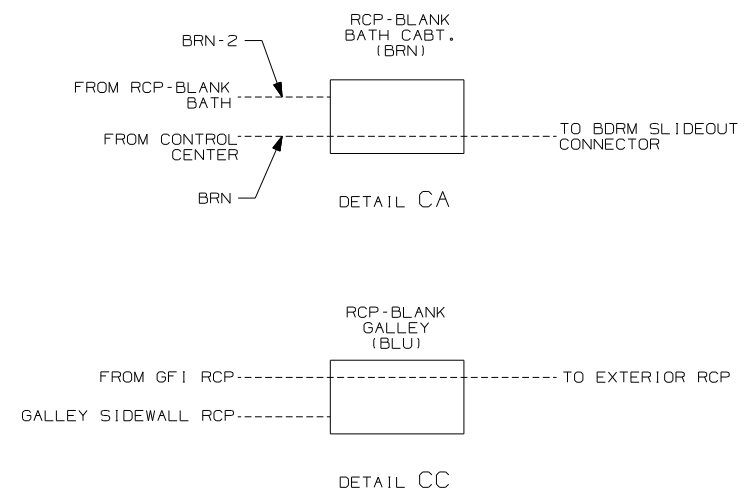 RCP-BLANK
BATH CABT.
(BRN)
BRN-2
FROM RCP-BLANK
BATH
FROM CONTROL
CENTER
TO BDRM SLIDEOUT
CONNECTOR
BRN
DETAIL CA
RCP-BLANK
GALLEY
(BLU)
FROM GFI RCP
TO EXTERIOR RCP
GALLEY SIDEWALL RCP
DETAIL CC